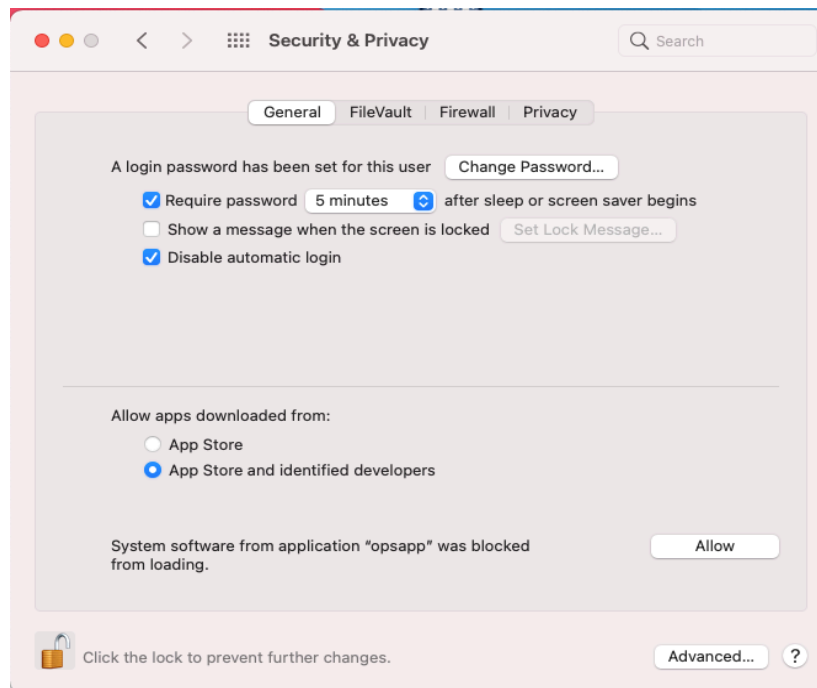 Security & Privacy
Search
General FileVault Firewall Privacy
A login password has been set for this user Change Password...
Require password 5 minutes after sleep or screen saver begins
Show a message when the screen is locked Set Lock Message...
Disable automatic login
Allow apps downloaded from:
App Store
App Store and identified developers
System software from application “opsapp” was blocked
from loading.
Allow
Click the lock to prevent further changes.
Advanced... ?